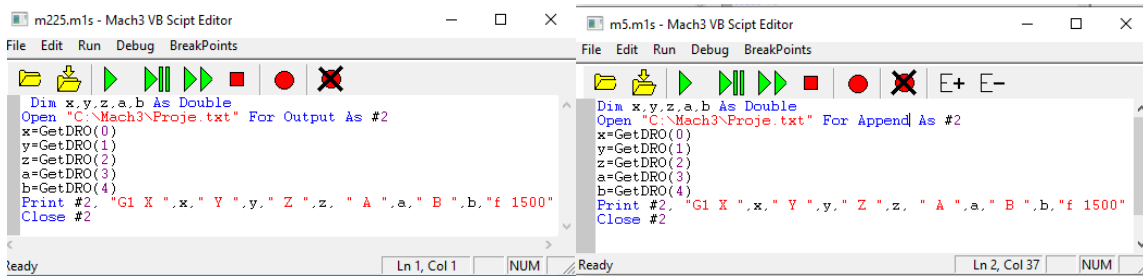 m225.m1s - Mach3 VB Scipt Editor
File Edit Run Debug BreakPoints
Dim x,y,z,a,b As Double
Open "C:\Mach3\Proje.txt" For Output As #2
x=GetDRO(0)
y=GetDRO(1)
z=GetDRO(2)
a=GetDRO(3)
b=GetDRO(4)
Print #2, "G1 X ",x," Y ",y," Z ",z, " A ",a," B ",b,"f 1500"
Close #2
Ready
Ln 1, Col 1
NUM
m5.m1s - Mach3 VB Scipt Editor
File Edit Run Debug BreakPoints
E+ E-
Dim x,y,z,a,b As Double
Open "C:\Mach3\Proje.txt" For Append As #2
x=GetDRO(0)
y=GetDRO(1)
z=GetDRO(2)
a=GetDRO(3)
b=GetDRO(4)
Print #2, "G1 X ",x," Y ",y," Z ",z, " A ",a," B ",b,"f 1500"
Close #2
Ready
Ln 2, Col 37
NUM